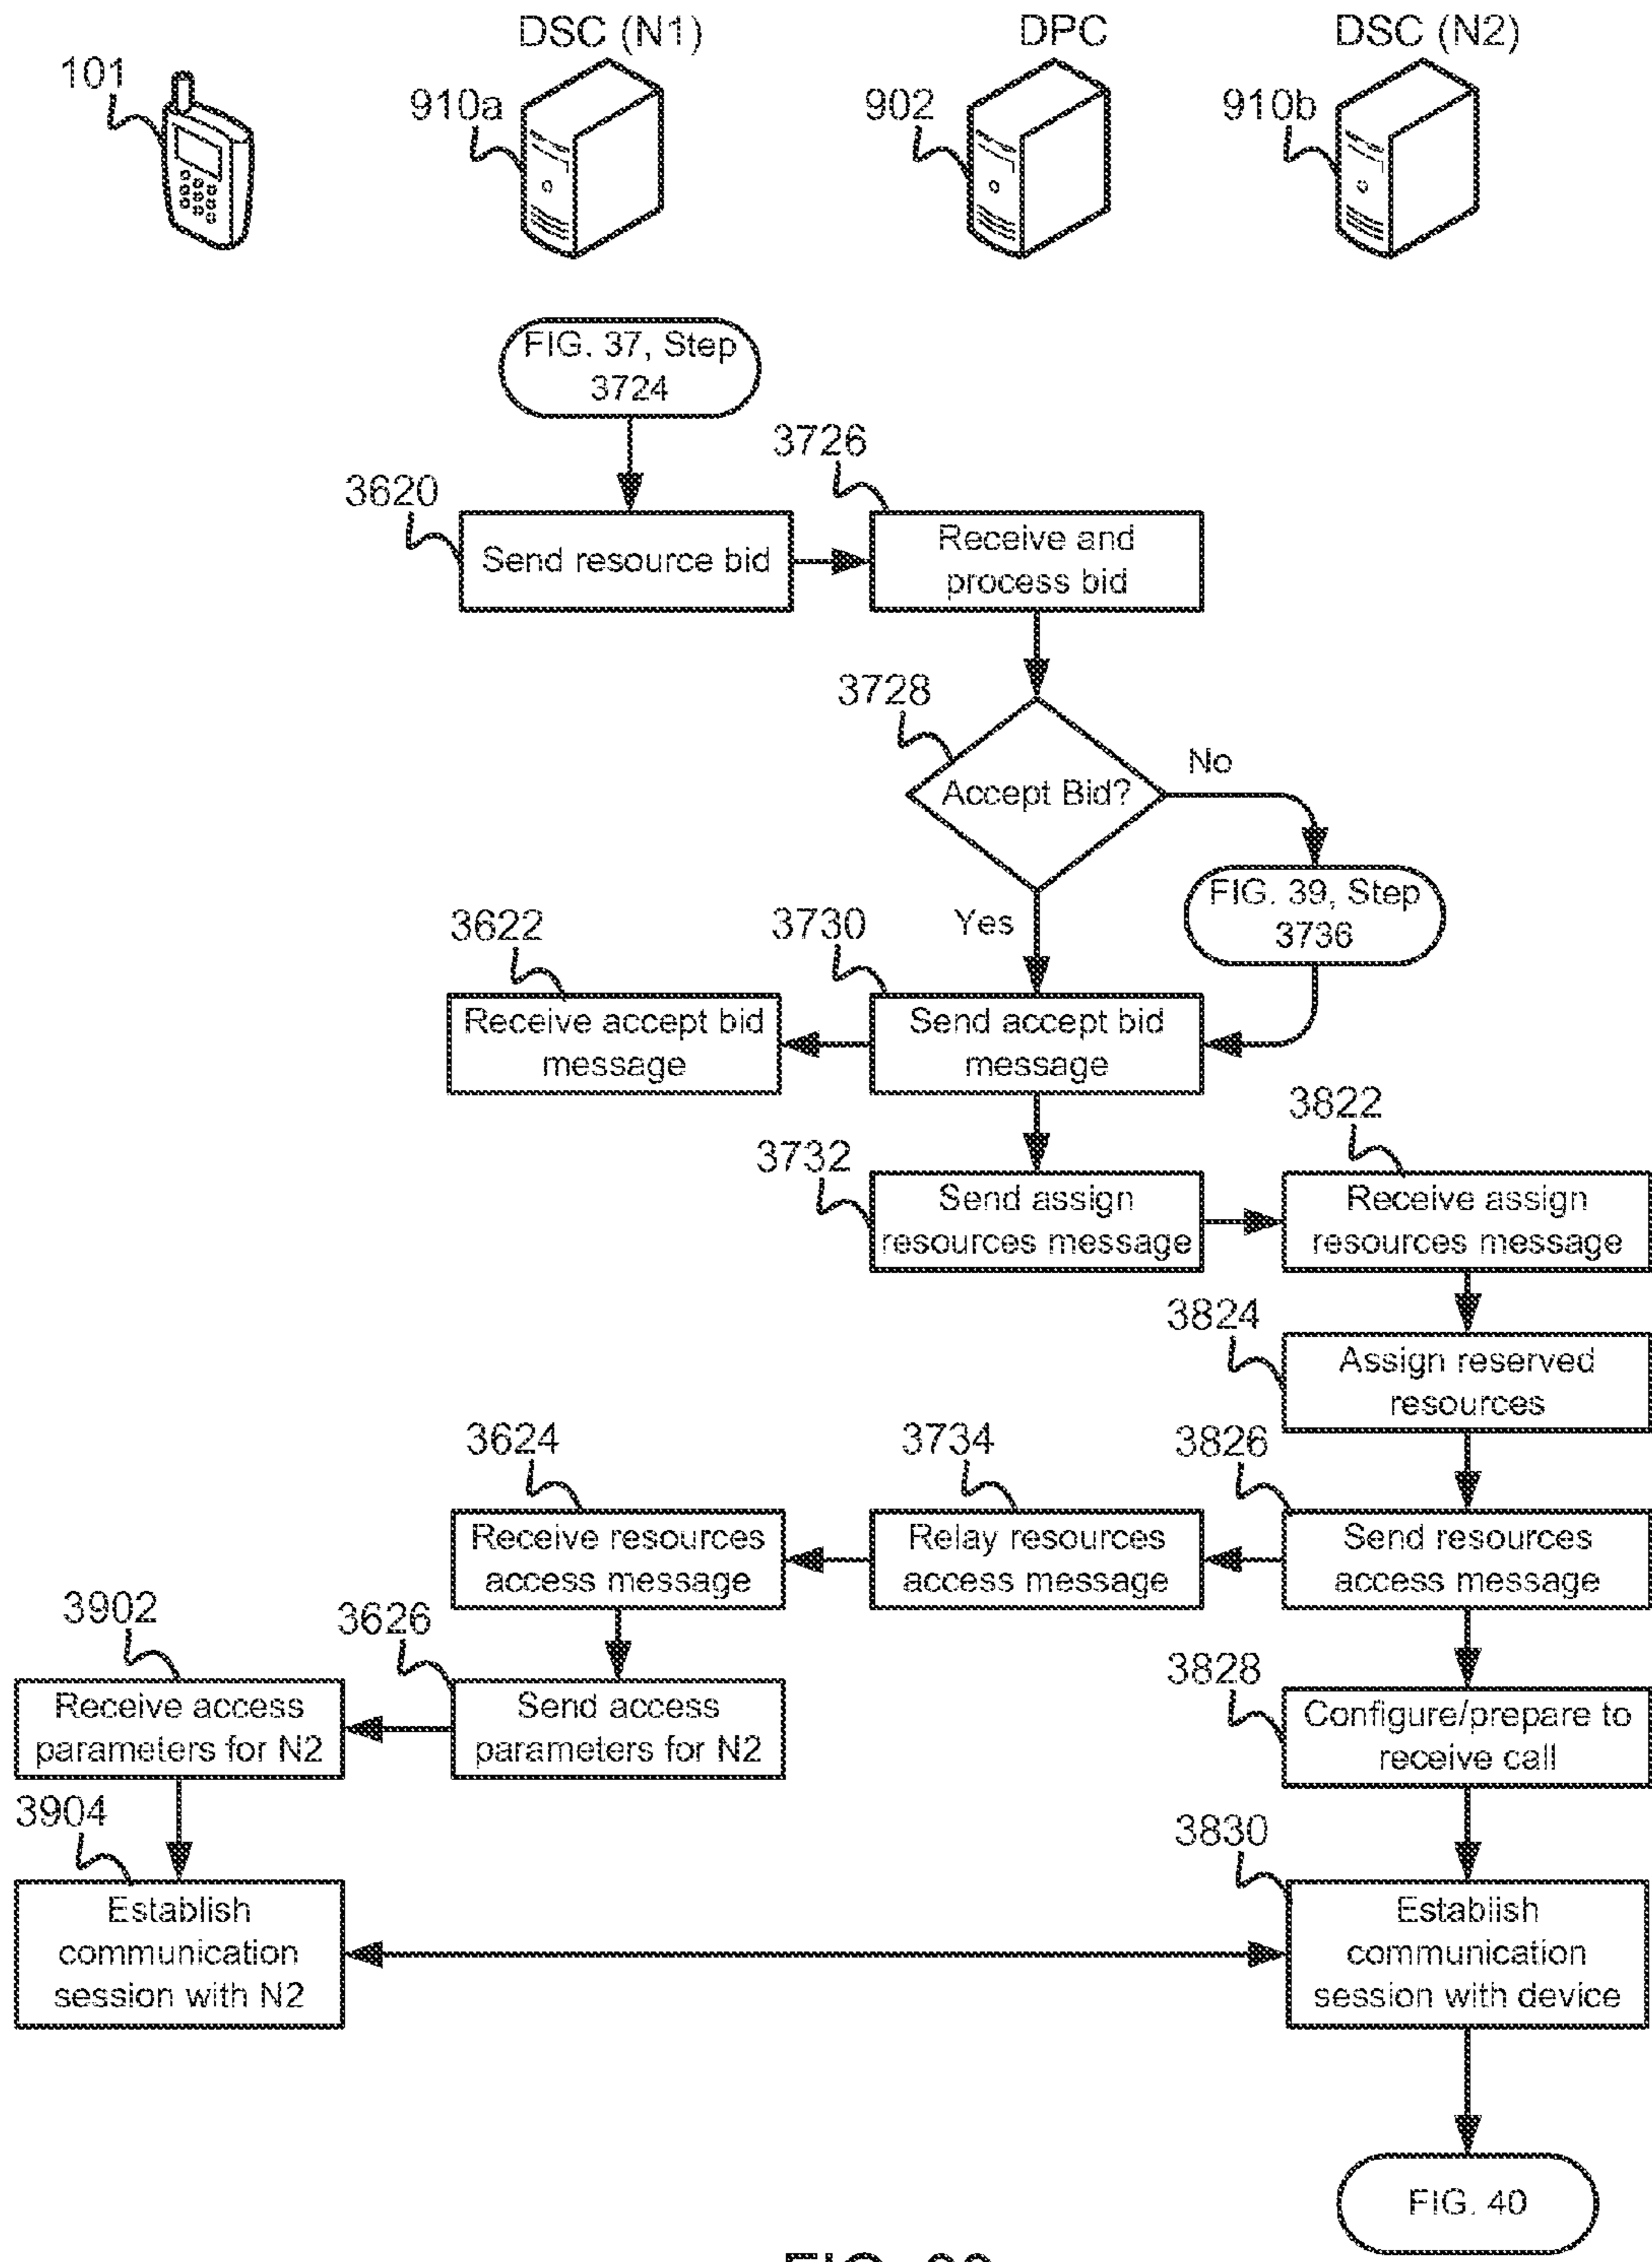 DSC (N1)
DPC
DSC (N2)
101
910a
902
910b
FIG. 37, Step
3724
3726
3620
Send resource bid
Receive and
process bid
3728
Accept Bid?
No
FIG. 39, Step
3736
Yes
3622
3730
Receive accept bid
message
Send accept bid
message
3822
3732
Send assign
resources message
Receive assign
resources message
3824
Assign reserved
resources
3624
3734
3826
Receive resources
access message
Relay resources
access message
Send resources
access message
3902
3626
3828
Receive access
parameters for N2
Send access
parameters for N2
Configure/prepare to
receive call
3904
3830
Establish
communication
session with N2
Establish
communication
session with device
FIG. 40